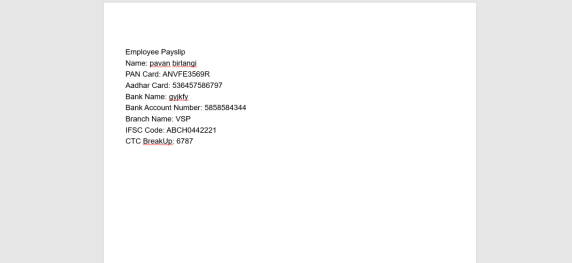 Employee Payslip
Name: pavan birlangi
PAN Card: ANVFE3569R
Aadhar Card: 536457586797
Bank Name: gyjkfy
Bank Account Number: 5858584344
Branch Name: VSP
IFSC Code: ABCH0442221
CTC BreakUp: 6787